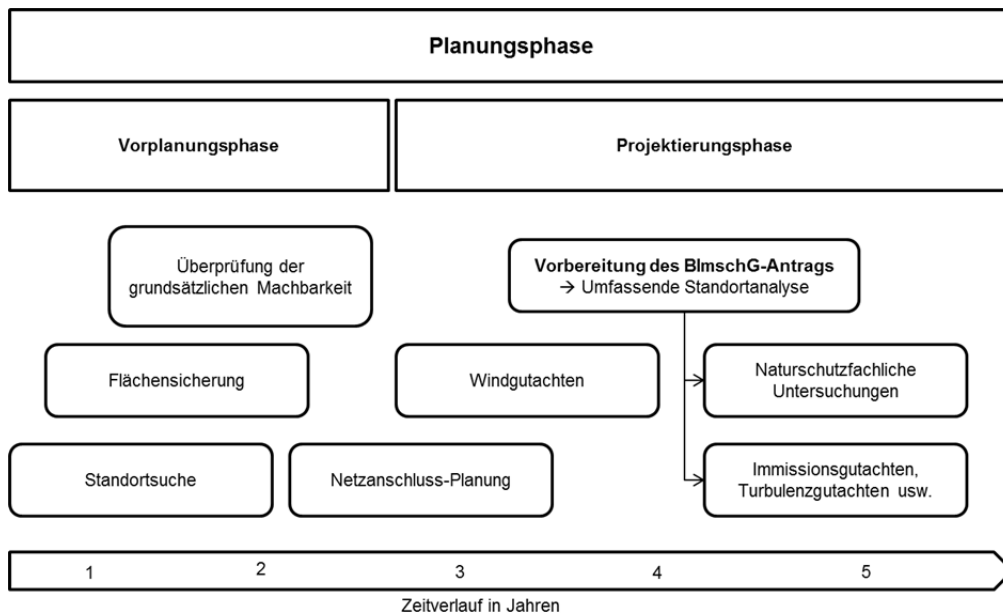 Planungsphase
Vorplanungsphase
Projektierungsphase
Überprüfung der
grundsätzlichen Machbarkeit
Vorbereitung des BImschG-Antrags
→ Umfassende Standortanalyse
Flächensicherung
Windgutachten
Naturschutzfachliche
Untersuchungen
Standortsuche
Netzanschluss-Planung
Immissionsgutachten,
Turbulenzgutachten usw.
1 2 3 4 5
Zeitverlauf in Jahren